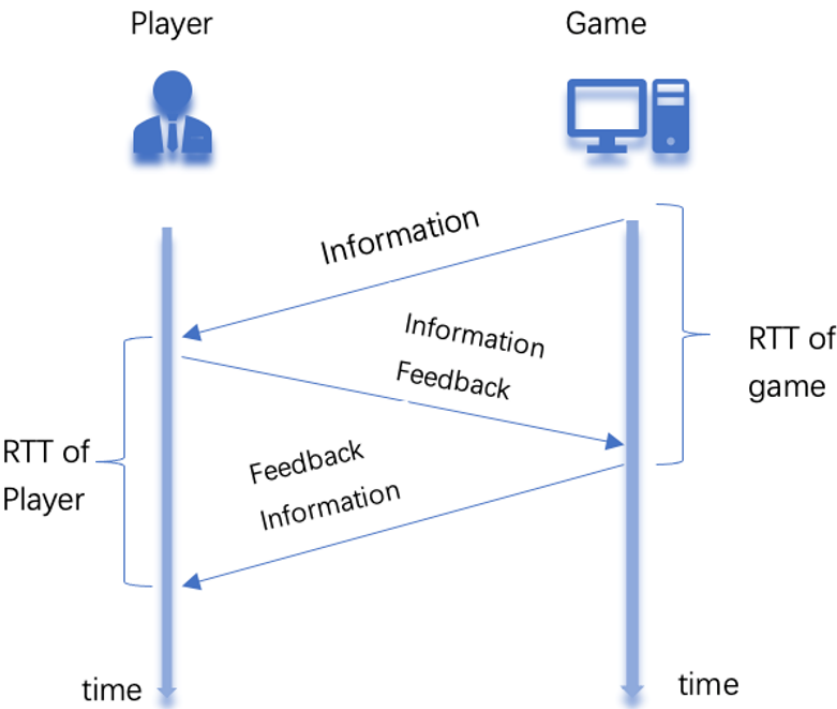 Player
Game
Information
Information
Feedback
RTT of
game
RTT of
Player
Feedback
Information
time
time